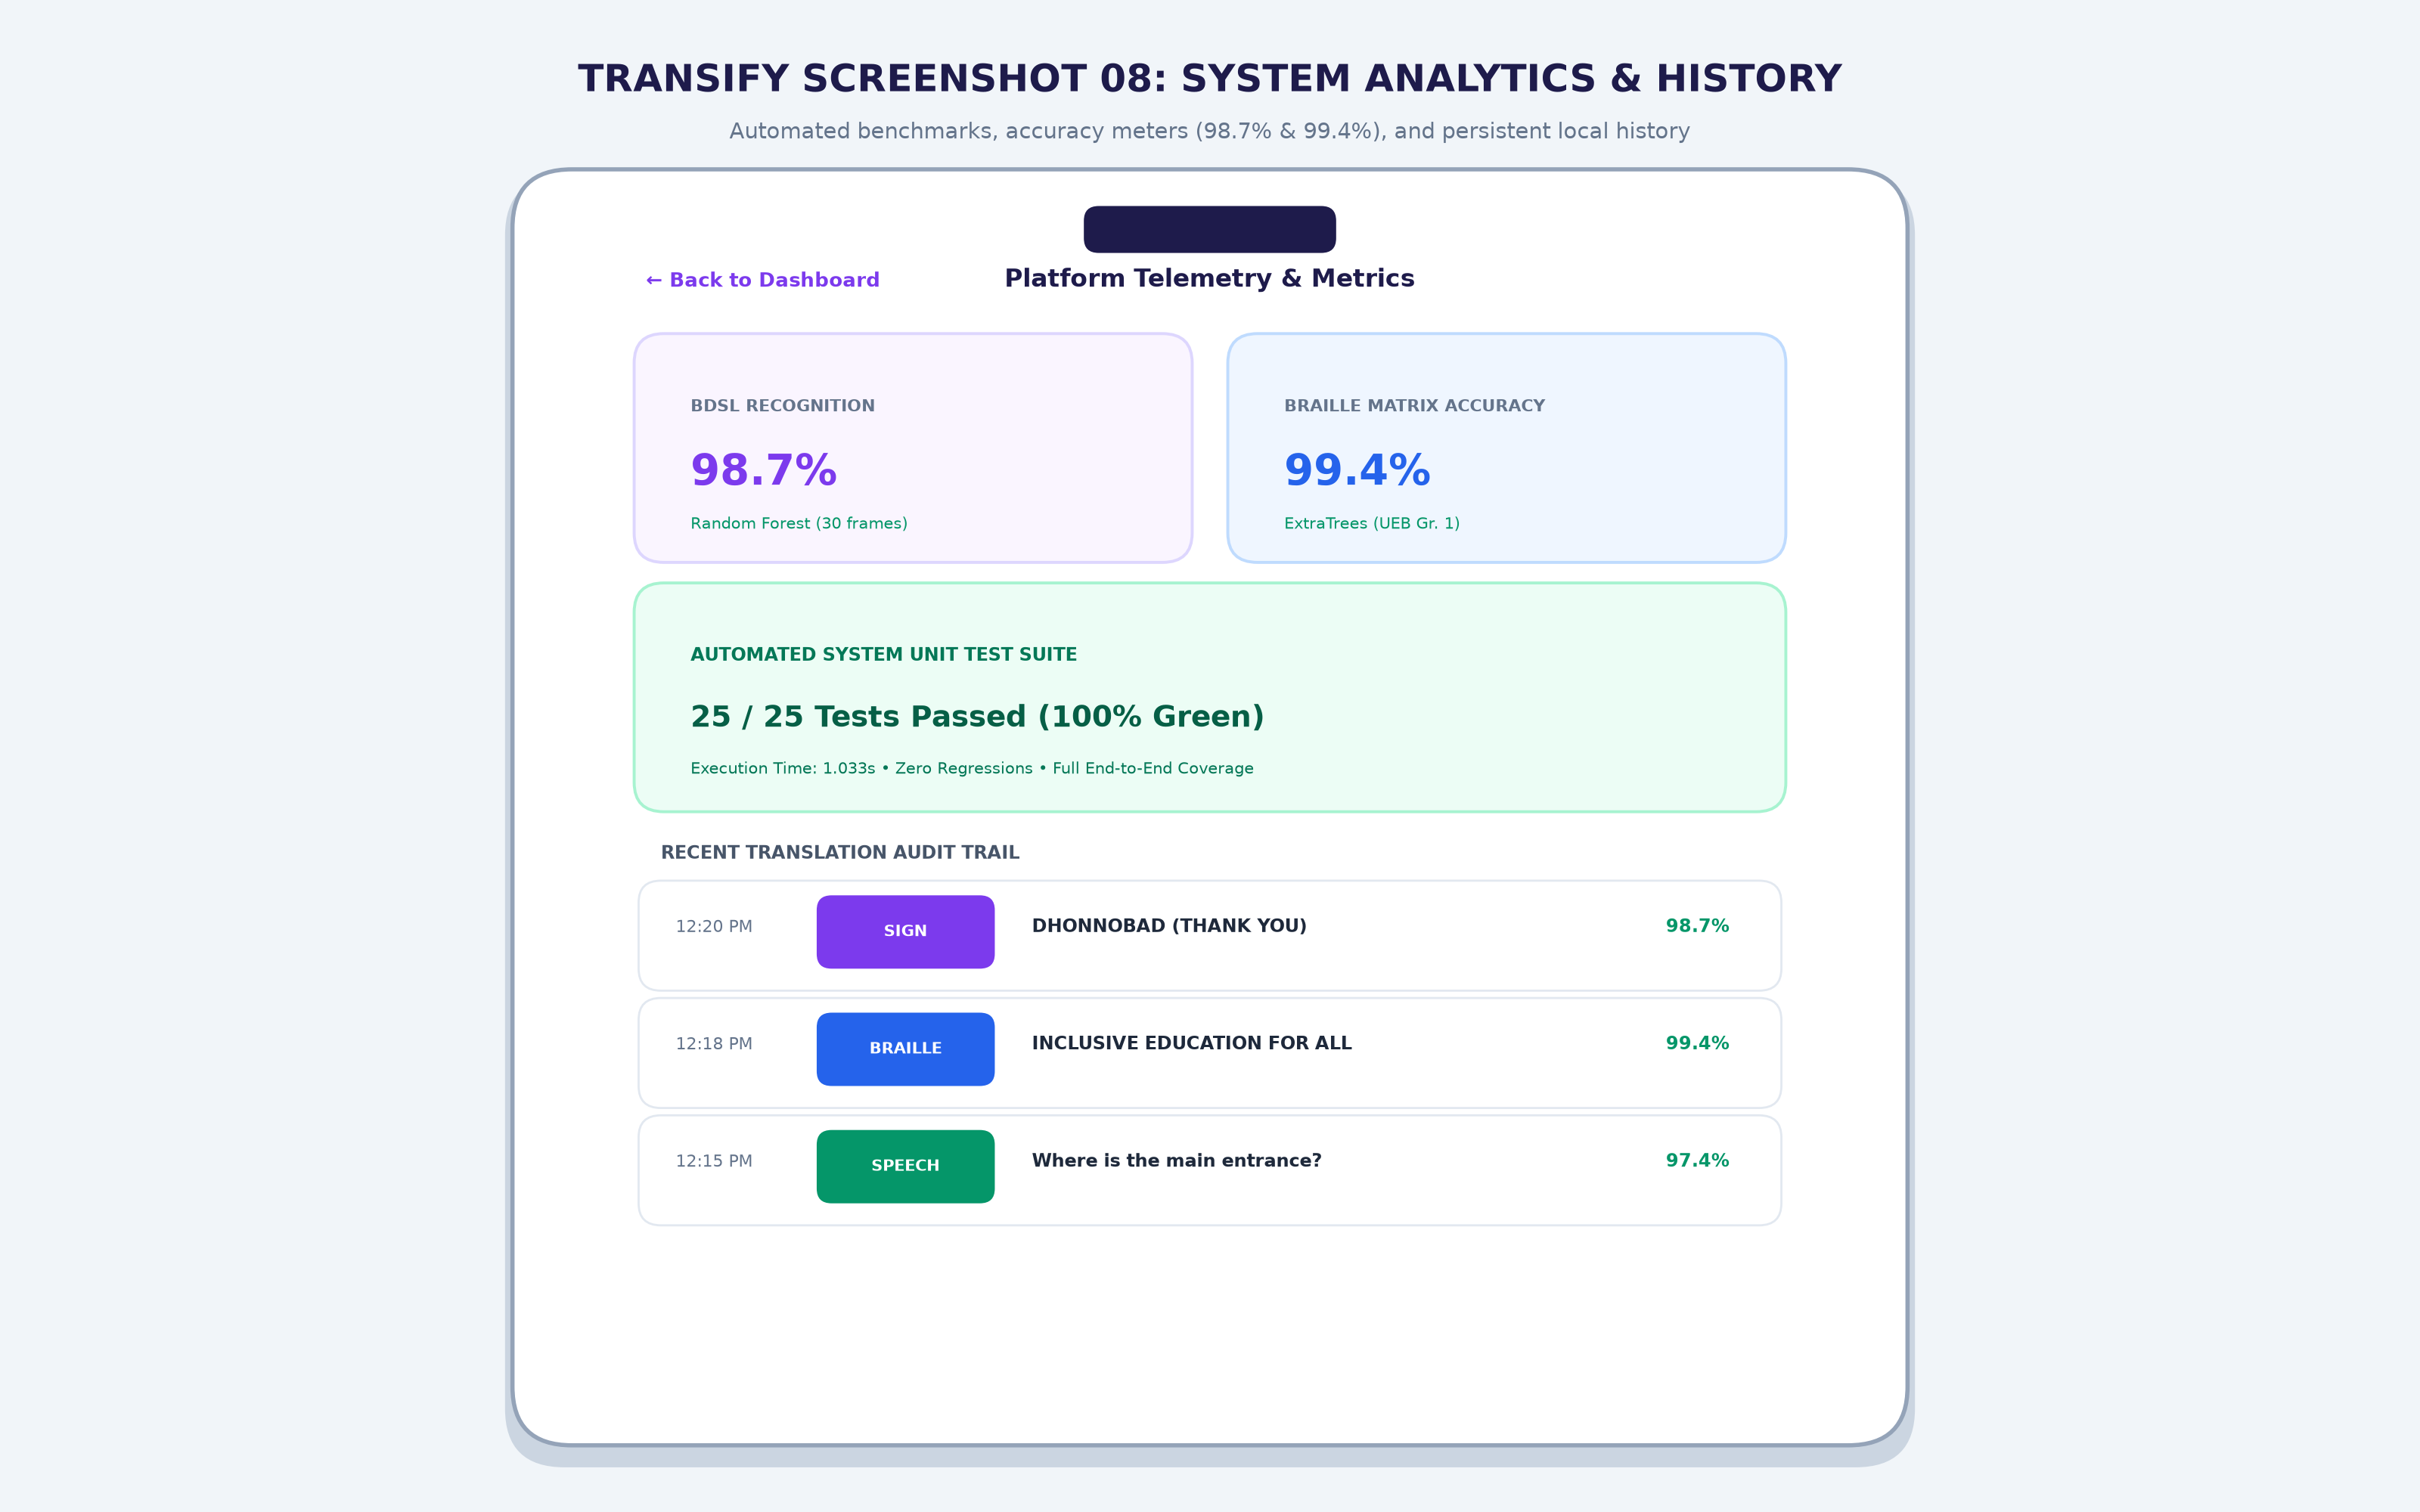 TRANSIFY SCREENSHOT 08: SYSTEM ANALYTICS & HISTORY
Automated benchmarks, accuracy meters (98.7% & 99.4%), and persistent local history
← Back to Dashboard
Platform Telemetry & Metrics
BDSL RECOGNITION
98.7%
Random Forest (30 frames)
BRAILLE MATRIX ACCURACY
99.4%
ExtraTrees (UEB Gr. 1)
AUTOMATED SYSTEM UNIT TEST SUITE
25 / 25 Tests Passed (100% Green)
Execution Time: 1.033s • Zero Regressions • Full End-to-End Coverage
RECENT TRANSLATION AUDIT TRAIL
12:20 PM SIGN DHONNOBAD (THANK YOU) 98.7%
12:18 PM BRAILLE INCLUSIVE EDUCATION FOR ALL 99.4%
12:15 PM SPEECH Where is the main entrance? 97.4%